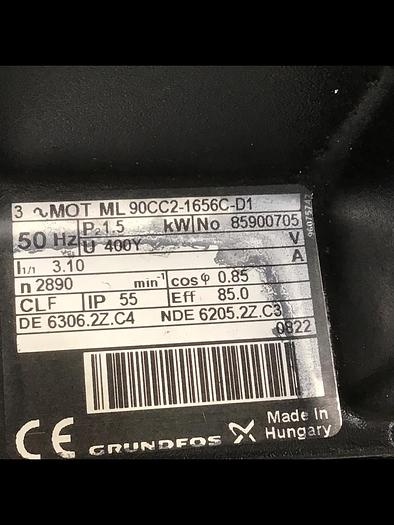 3 ~MOT ML 90CC2-1656C-D1
50 Hz P₂ 1.5 kW No 85900705
U 400Y V
I1/1 3.10 A
n 2890 min⁻¹ cos φ 0.85
CLF IP 55 Eff 85.0
DE 6306.2Z.C4 NDE 6205.2Z.C3
0822
CE GRUNDFOS Made in
Hungary